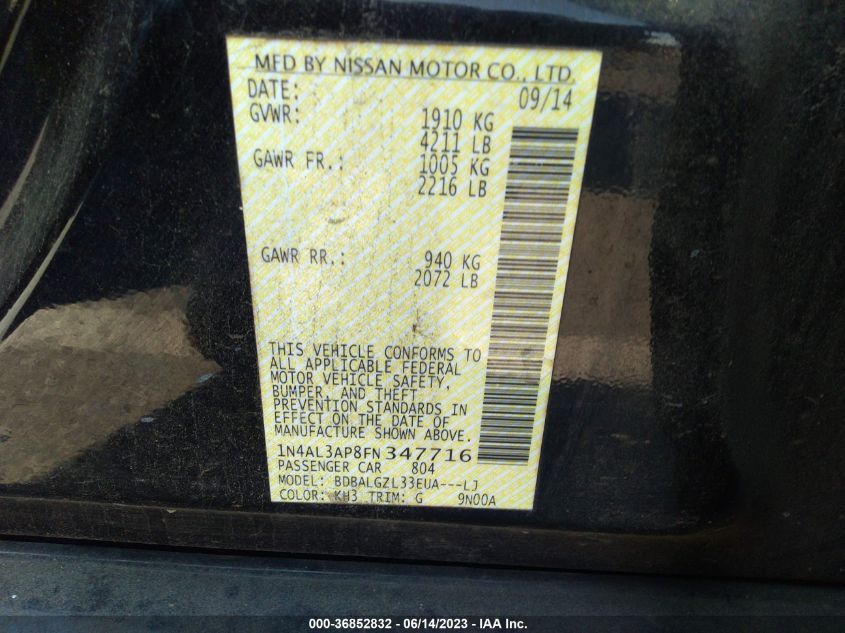 MFD BY NISSAN MOTOR CO., LTD.
DATE: 09/14
GVWR: 1910 KG
4211 LB
GAWR FR.: 1005 KG
2216 LB
GAWR RR.: 940 KG
2072 LB
THIS VEHICLE CONFORMS TO
ALL APPLICABLE FEDERAL
MOTOR VEHICLE SAFETY,
BUMPER, AND THEFT
PREVENTION STANDARDS IN
EFFECT ON THE DATE OF
MANUFACTURE SHOWN ABOVE.
1N4AL3AP8FN347716
PASSENGER CAR 804
MODEL: BDBALGZL33EUA---LJ
COLOR: KH3 TRIM: G 9N00A
000-36852832 - 06/14/2023 - IAA Inc.